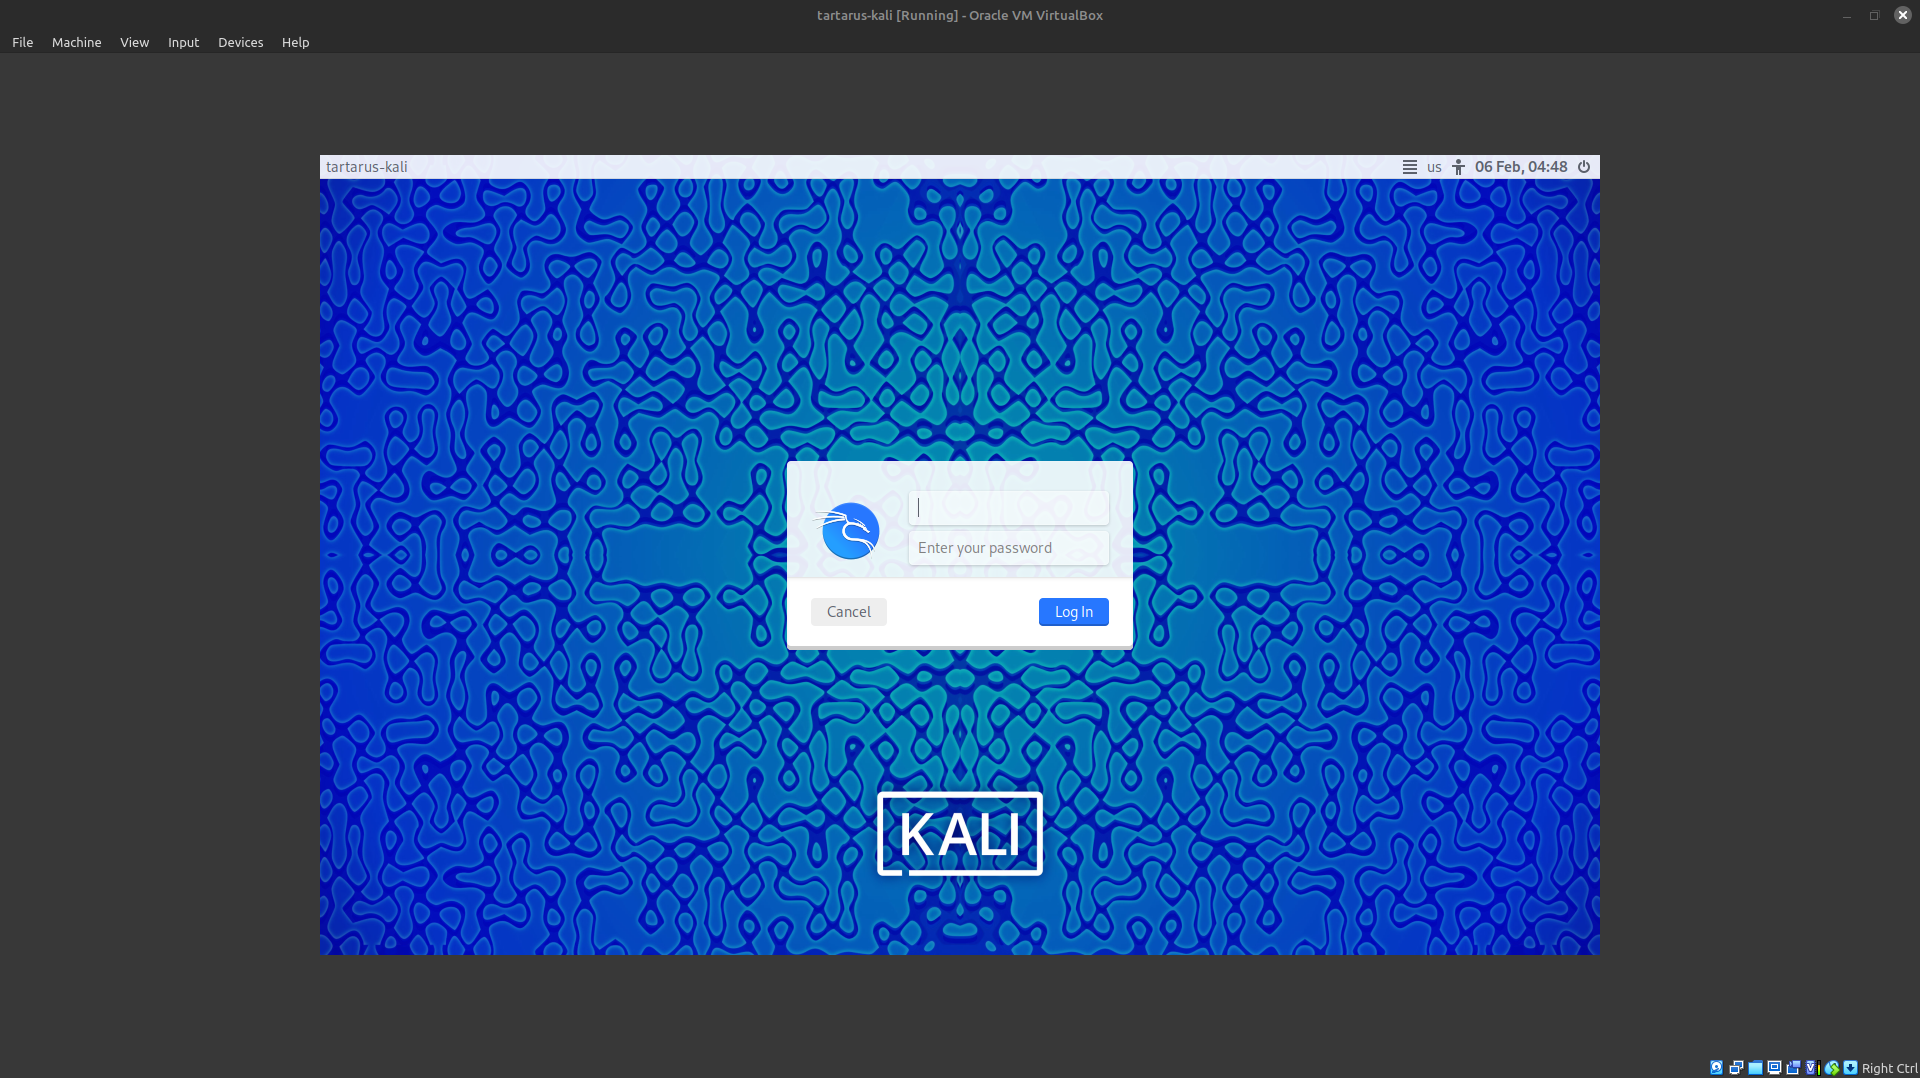 tartarus-kali [Running] - Oracle VM VirtualBox
File Machine View Input Devices Help
tartarus-kali us 06 Feb, 04:48
Enter your password
Cancel Log In
KALI
Right Ctrl